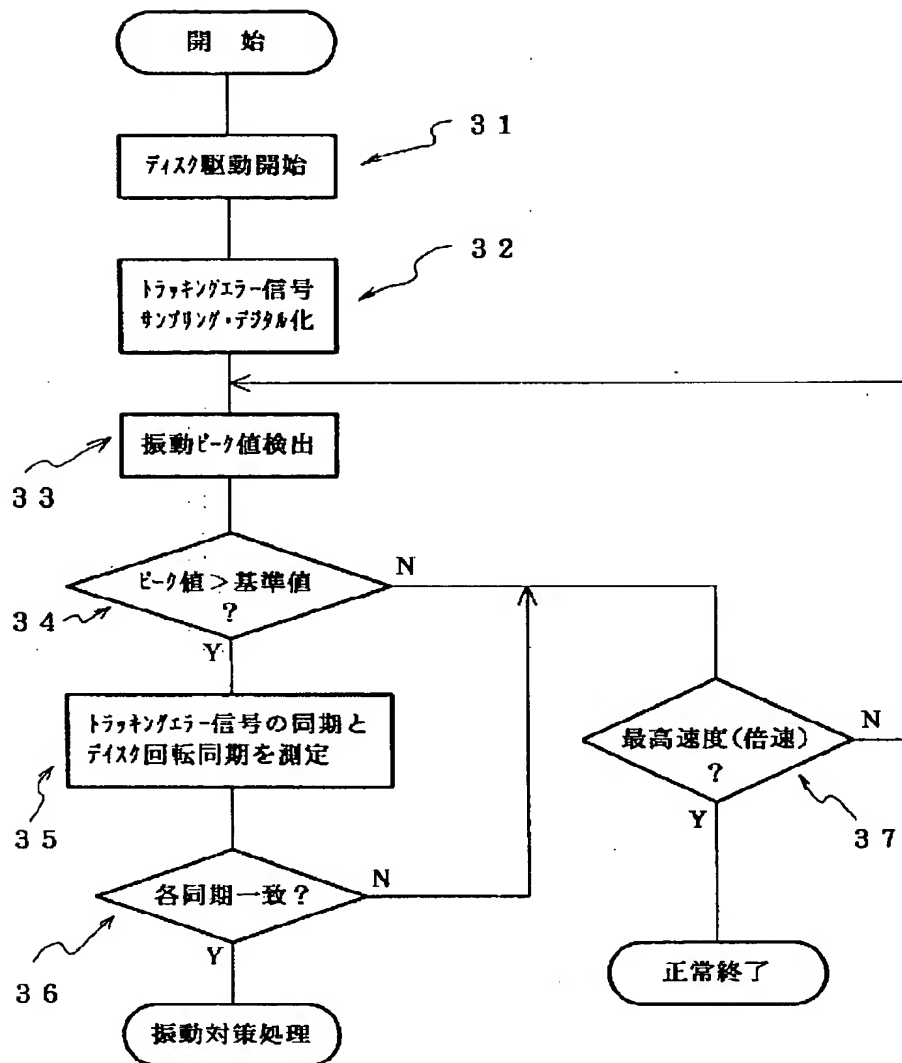 開 始
ディスク駆動開始
31
トラッキングエラー信号
サンプリング・デジタル化
32
振動ピーク値検出
33
ピーク値>基準値
?
N
34
Y
トラッキングエラー信号の同期と
ディスク回転同期を測定
35
最高速度(倍速)
?
N
Y
37
各同期一致?
N
36
Y
正常終了
振動対策処理